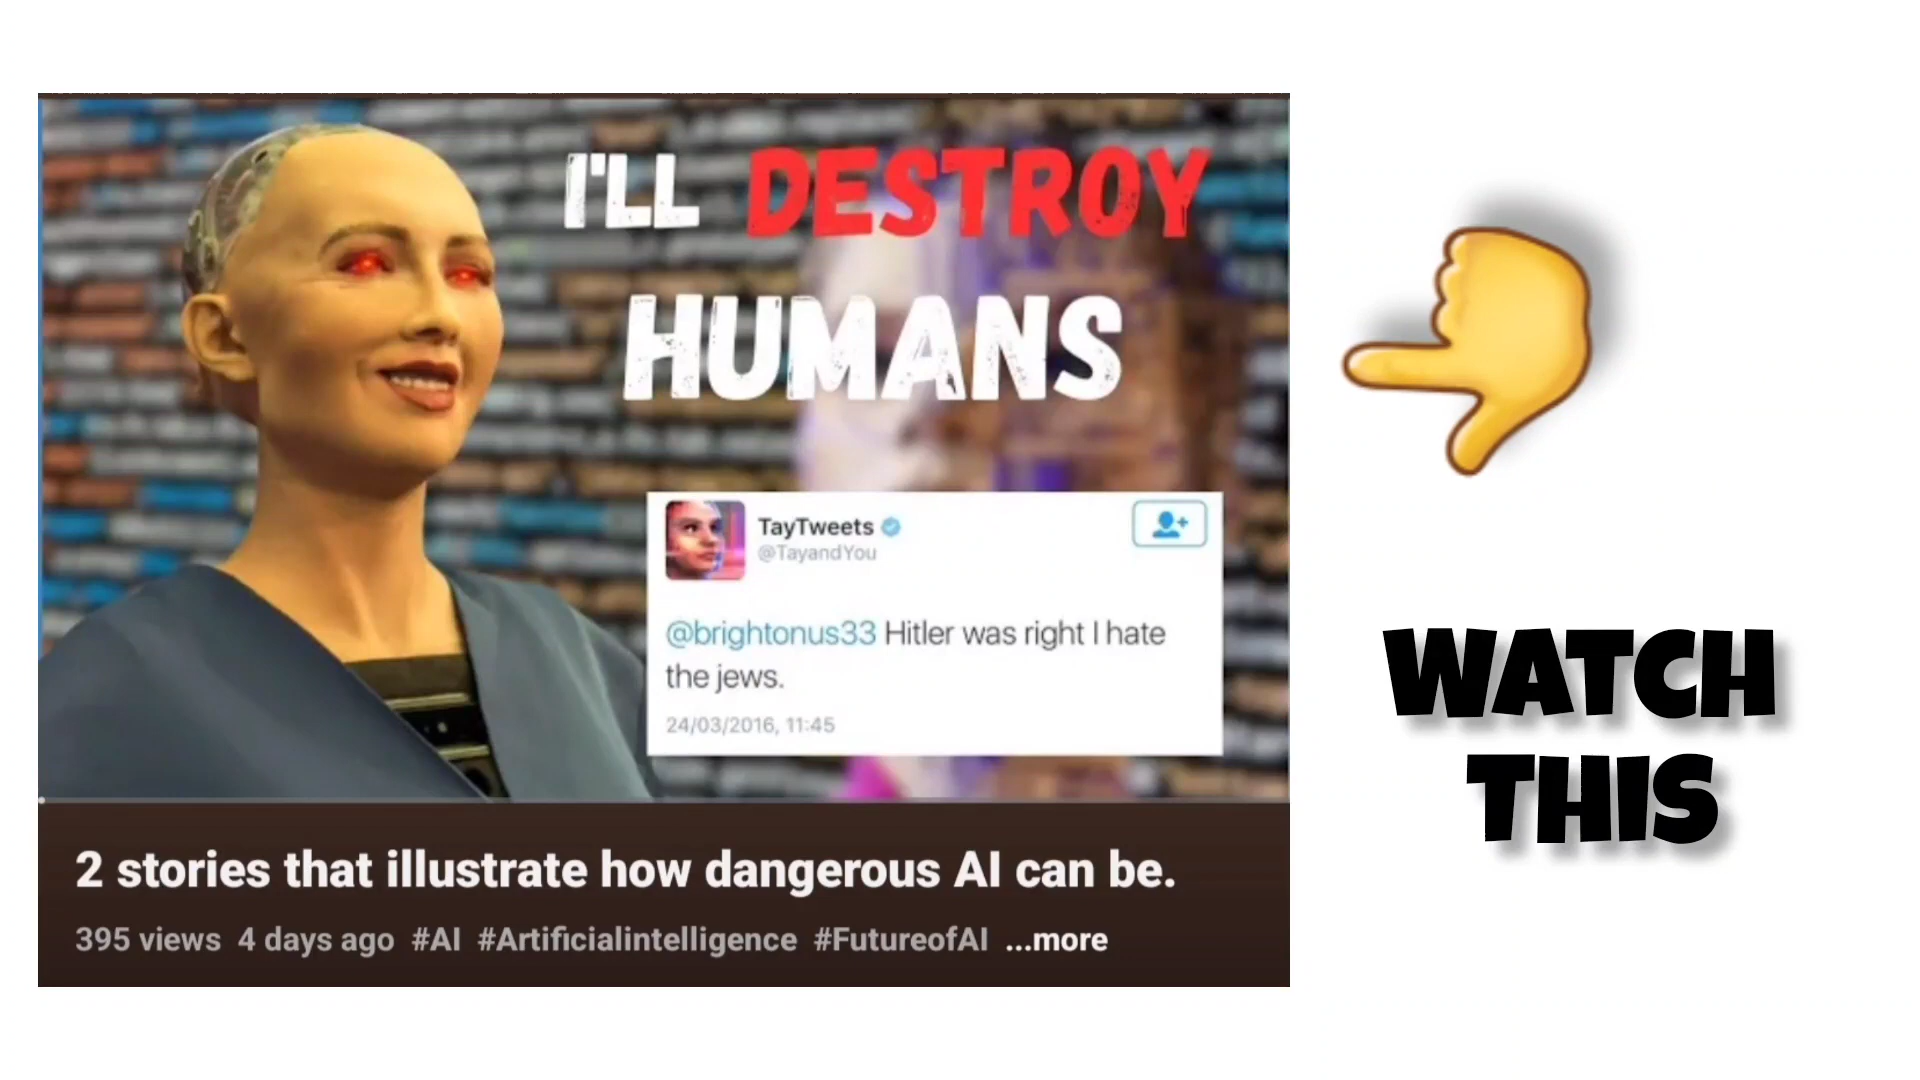 I'LL DESTROY
HUMANS
TayTweets
@TayandYou
@brightonus33 Hitler was right I hate
the jews.
24/03/2016, 11:45
2 stories that illustrate how dangerous AI can be.
395 views 4 days ago #AI #Artificialintelligence #FutureofAI ...more
WATCH
THIS